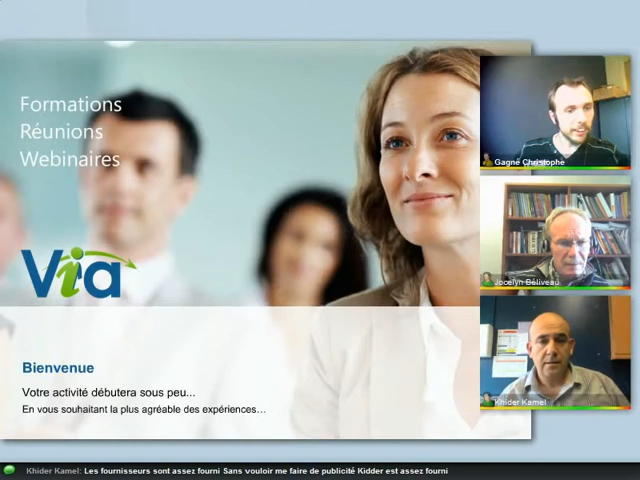 Formations
Réunions
Webinaires
Via
Bienvenue
Votre activité débutera sous peu...
En vous souhaitant la plus agréable des expériences…
Gagné Christophe
Jocelyn Béliveau
Khider Kamel
Khider Kamel: Les fournisseurs sont assez fourni Sans vouloir me faire de publicité Kidder est assez fourni